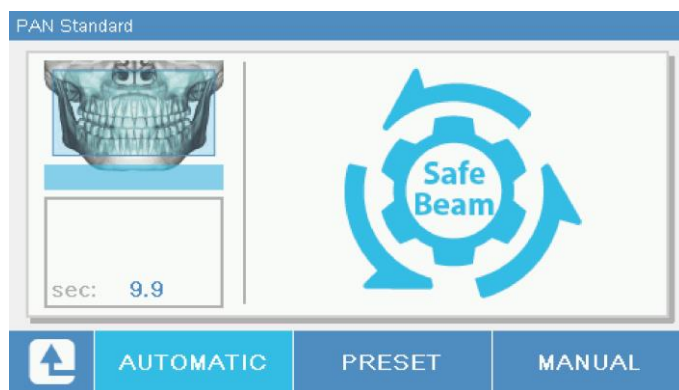 PAN Standard
Safe
Beam
sec: 9.9
AUTOMATIC PRESET MANUAL